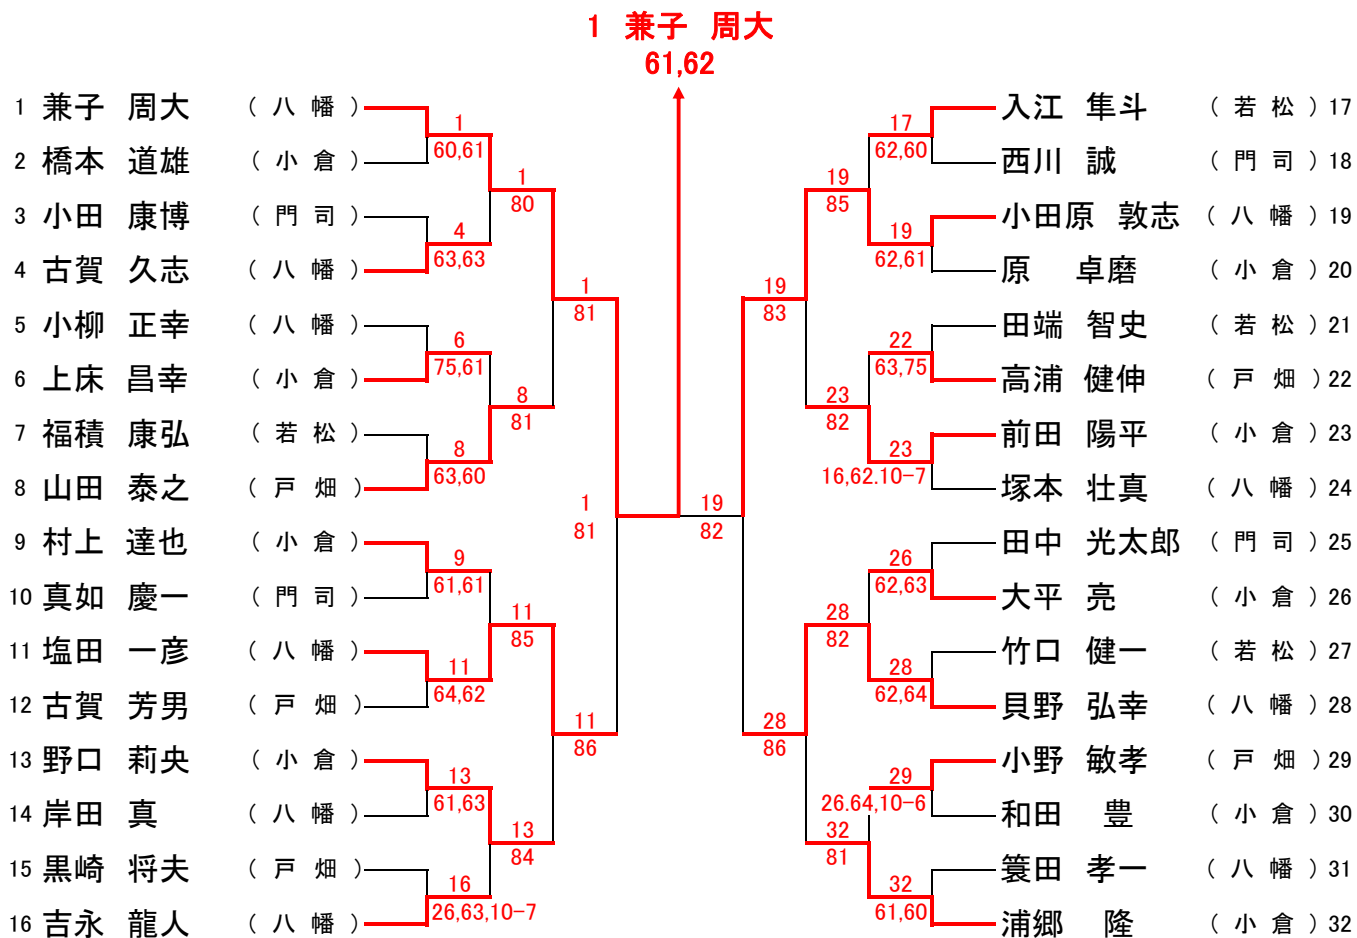 1 兼子 周大
61,62
1 兼子 周大 ( 八 幡 )
2 橋本 道雄 ( 小 倉 )
3 小田 康博 ( 門 司 )
4 古賀 久志 ( 八 幡 )
5 小柳 正幸 ( 八 幡 )
6 上床 昌幸 ( 小 倉 )
7 福積 康弘 ( 若 松 )
8 山田 泰之 ( 戸 畑 )
9 村上 達也 ( 小 倉 )
10 真如 慶一 ( 門 司 )
11 塩田 一彦 ( 八 幡 )
12 古賀 芳男 ( 戸 畑 )
13 野口 莉央 ( 小 倉 )
14 岸田 真 ( 八 幡 )
15 黒崎 将夫 ( 戸 畑 )
16 吉永 龍人 ( 八 幡 )
1
60,61
4
63,63
6
75,61
8
63,60
9
61,61
11
64,62
13
61,63
16
26,63,10-7
1
80
8
81
11
85
13
84
1
81
11
86
1
81
19
82
19
83
28
86
19
85
23
82
28
82
32
81
17
62,60
19
62,61
22
63,75
23
16,62.10-7
26
62,63
28
62,64
29
26.64,10-6
32
61,60
入江 隼斗 ( 若 松 ) 17
西川 誠 ( 門 司 ) 18
小田原 敦志 ( 八 幡 ) 19
原 卓磨 ( 小 倉 ) 20
田端 智史 ( 若 松 ) 21
高浦 健伸 ( 戸 畑 ) 22
前田 陽平 ( 小 倉 ) 23
塚本 壮真 ( 八 幡 ) 24
田中 光太郎 ( 門 司 ) 25
大平 亮 ( 小 倉 ) 26
竹口 健一 ( 若 松 ) 27
貝野 弘幸 ( 八 幡 ) 28
小野 敏孝 ( 戸 畑 ) 29
和田 豊 ( 小 倉 ) 30
簑田 孝一 ( 八 幡 ) 31
浦郷 隆 ( 小 倉 ) 32